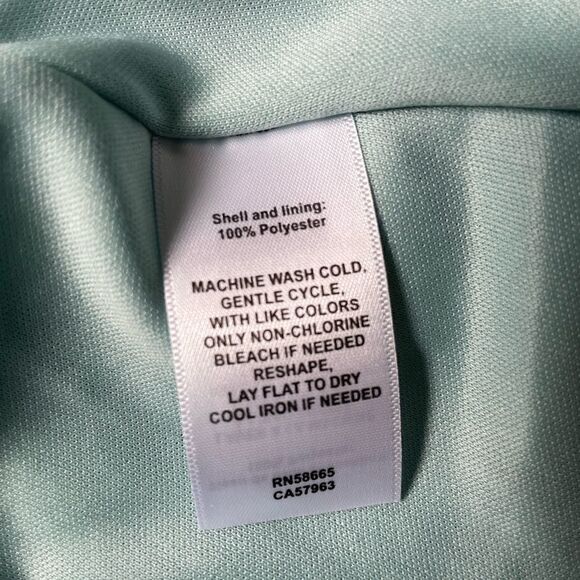 Shell and lining:
100% Polyester
MACHINE WASH COLD,
GENTLE CYCLE,
WITH LIKE COLORS
ONLY NON-CHLORINE
BLEACH IF NEEDED
RESHAPE,
LAY FLAT TO DRY
COOL IRON IF NEEDED
RN58665
CA57963